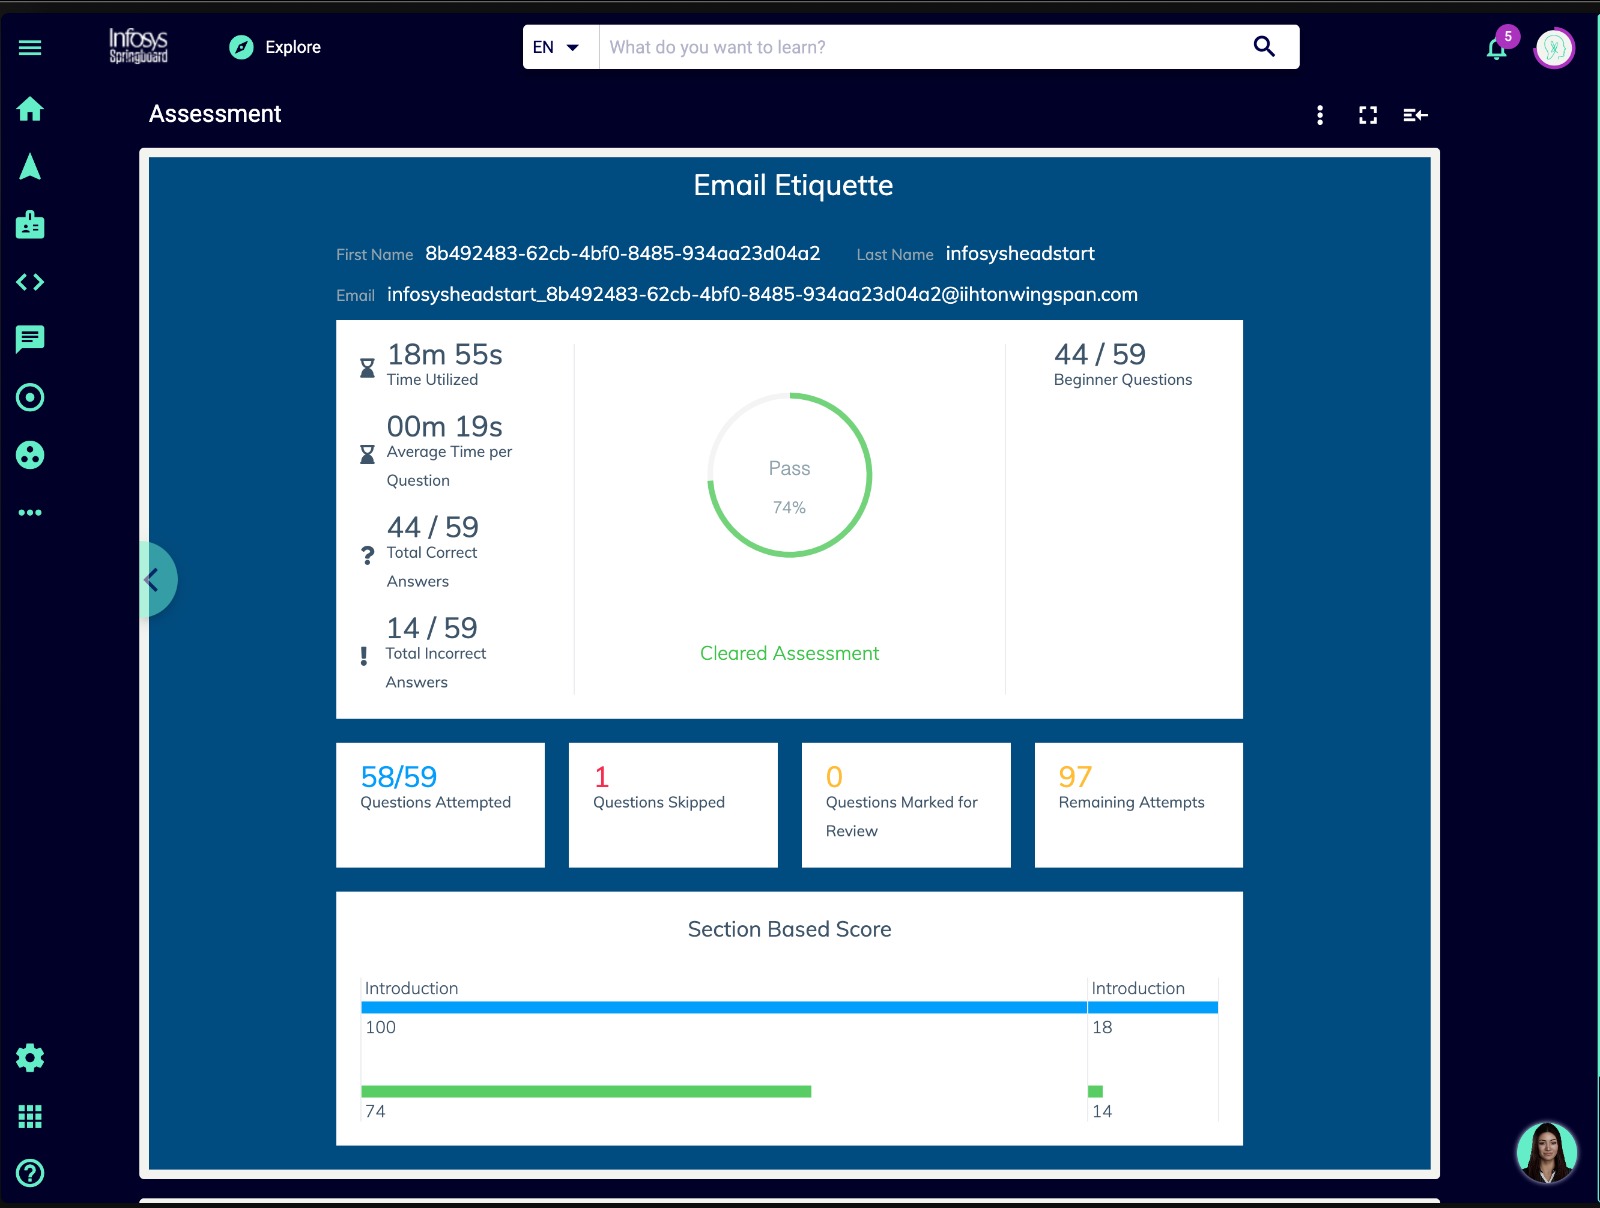 Infosys
Springboard
Explore
EN
What do you want to learn?
5
Assessment
Email Etiquette
First Name 8b492483-62cb-4bf0-8485-934aa23d04a2 Last Name infosysheadstart
Email infosysheadstart_8b492483-62cb-4bf0-8485-934aa23d04a2@iihtonwingspan.com
18m 55s
Time Utilized
00m 19s
Average Time per
Question
44 / 59
Total Correct
Answers
14 / 59
Total Incorrect
Answers
Pass
74%
Cleared Assessment
44 / 59
Beginner Questions
58/59
Questions Attempted
1
Questions Skipped
0
Questions Marked for
Review
97
Remaining Attempts
Section Based Score
Introduction Introduction
100 18
74 14